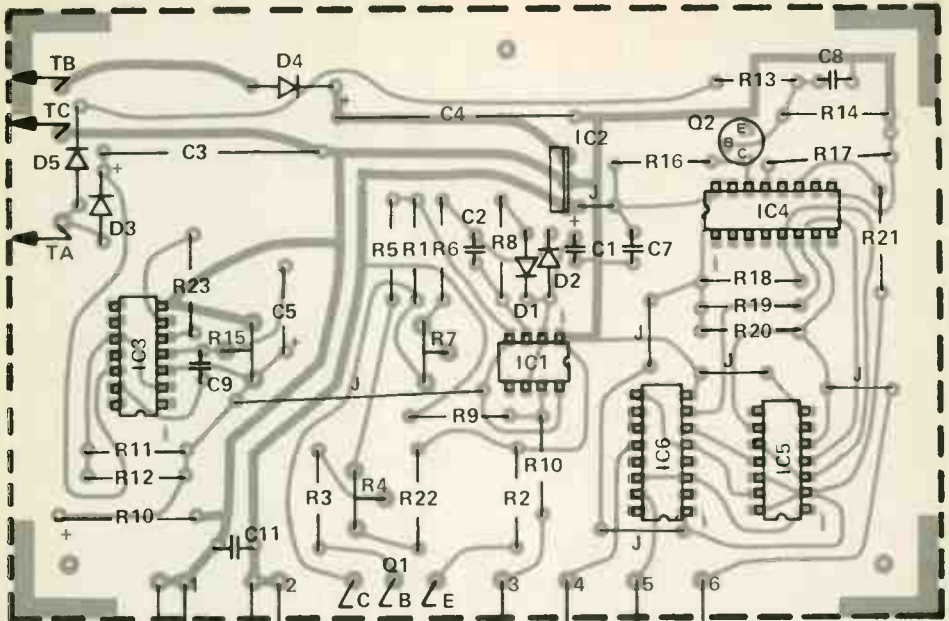 TB
D4
C8
R13
TC
C4
R14
IC2
Q2
E
B
C
D5
C3
R16
R17
+
D3
J
IC4
TA
R5
R1
R6
C2
R8
D2
+
C1
C7
R21
R23
C5
R18
R19
R20
D1
IC3
R15
R7
IC1
J
C9
+
J
J
J
R9
R11
R12
R3
R4
R22
R2
R10
IC6
IC5
R10
+
C11
Q1
J
1
2
C
B
E
3
4
5
6